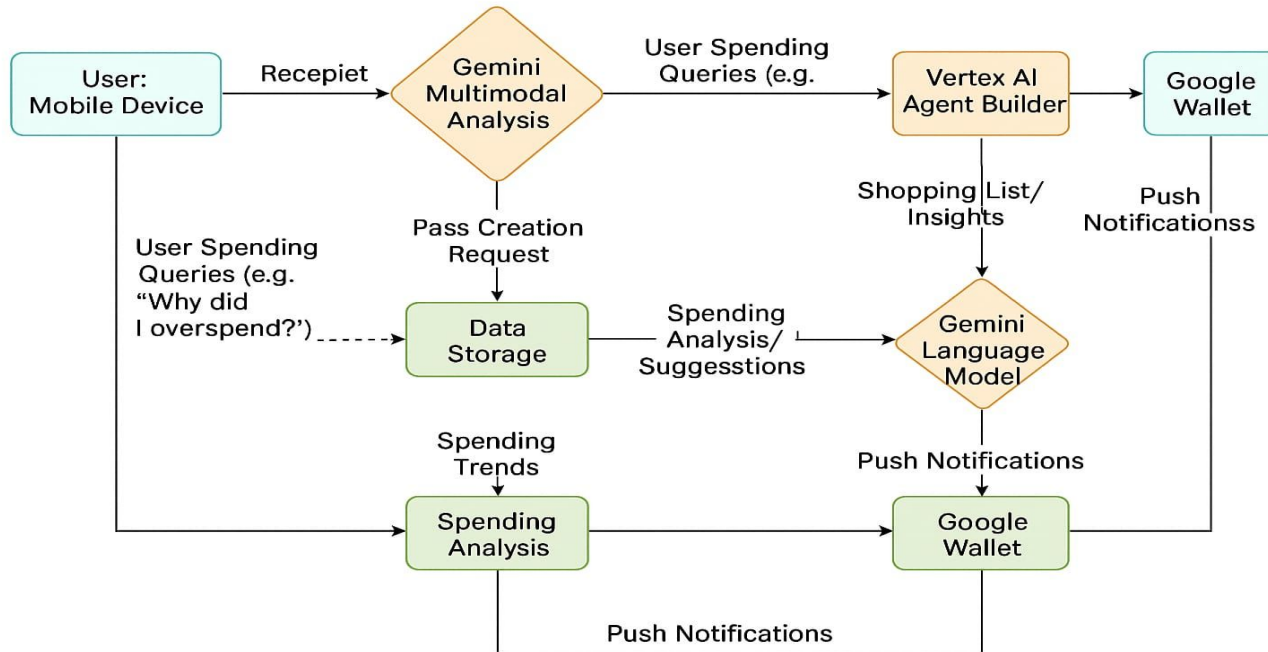 User:
Mobile Device
Recepiet
Gemini
Multimodal
Analysis
User Spending
Queries (e.g.
Vertex AI
Agent Builder
Google
Wallet
Pass Creation
Request
Shopping List/
Insights
Push
Notificationss
User Spending
Queries (e.g.
“Why did
I overspend?’)
Data
Storage
Spending
Analysis/
Suggesstions
Gemini
Language
Model
Spending
Trends
Push Notifications
Spending
Analysis
Google
Wallet
Push Notifications